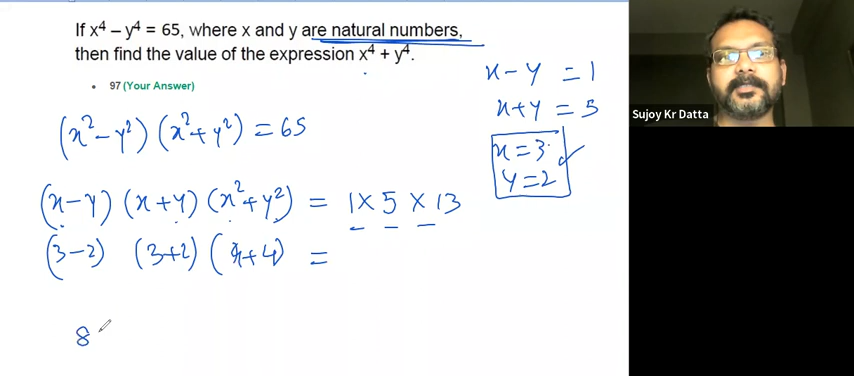 If x⁴ – y⁴ = 65, where x and y are natural numbers,
then find the value of the expression x⁴ + y⁴.
• 97 (Your Answer)
x – y = 1
x + y = 5
x = 3
y = 2
(x² – y²) (x² + y²) = 65
(x – y) (x + y) (x² + y²) = 1 × 5 × 13
(3 – 2) (3 + 2) ( + 4) =
8
Sujoy Kr Datta